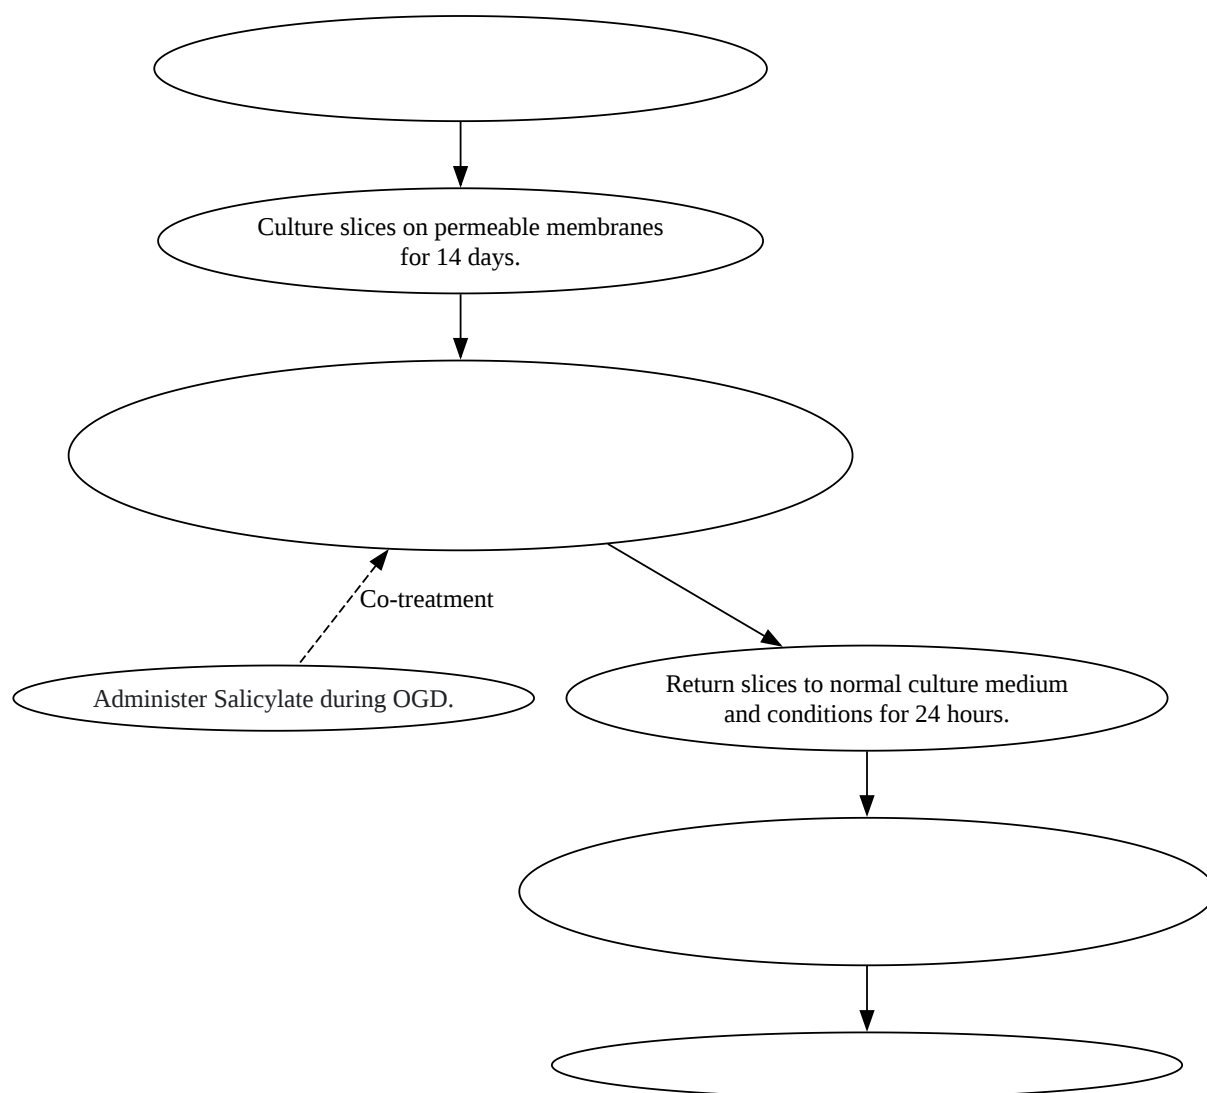 Culture slices on permeable membranes
for 14 days.
Co-treatment
Administer Salicylate during OGD.
Return slices to normal culture medium
and conditions for 24 hours.